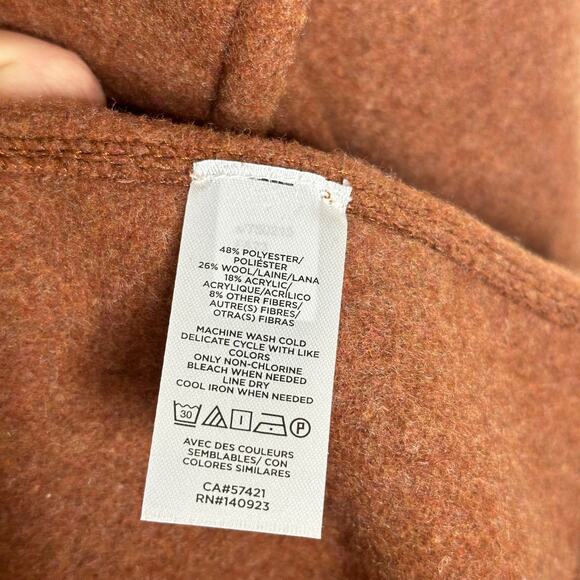 48% POLYESTER/
POLIÉSTER
26% WOOL/LAINE/LANA
18% ACRYLIC/
ACRYLIQUE/ACRÍLICO
8% OTHER FIBERS/
AUTRE(S) FIBRES/
OTRA(S) FIBRAS
MACHINE WASH COLD
DELICATE CYCLE WITH LIKE
COLORS
ONLY NON-CHLORINE
BLEACH WHEN NEEDED
LINE DRY
COOL IRON WHEN NEEDED
30 P
AVEC DES COULEURS
SEMBLABLES/ CON
COLORES SIMILARES
CA#57421
RN#140923